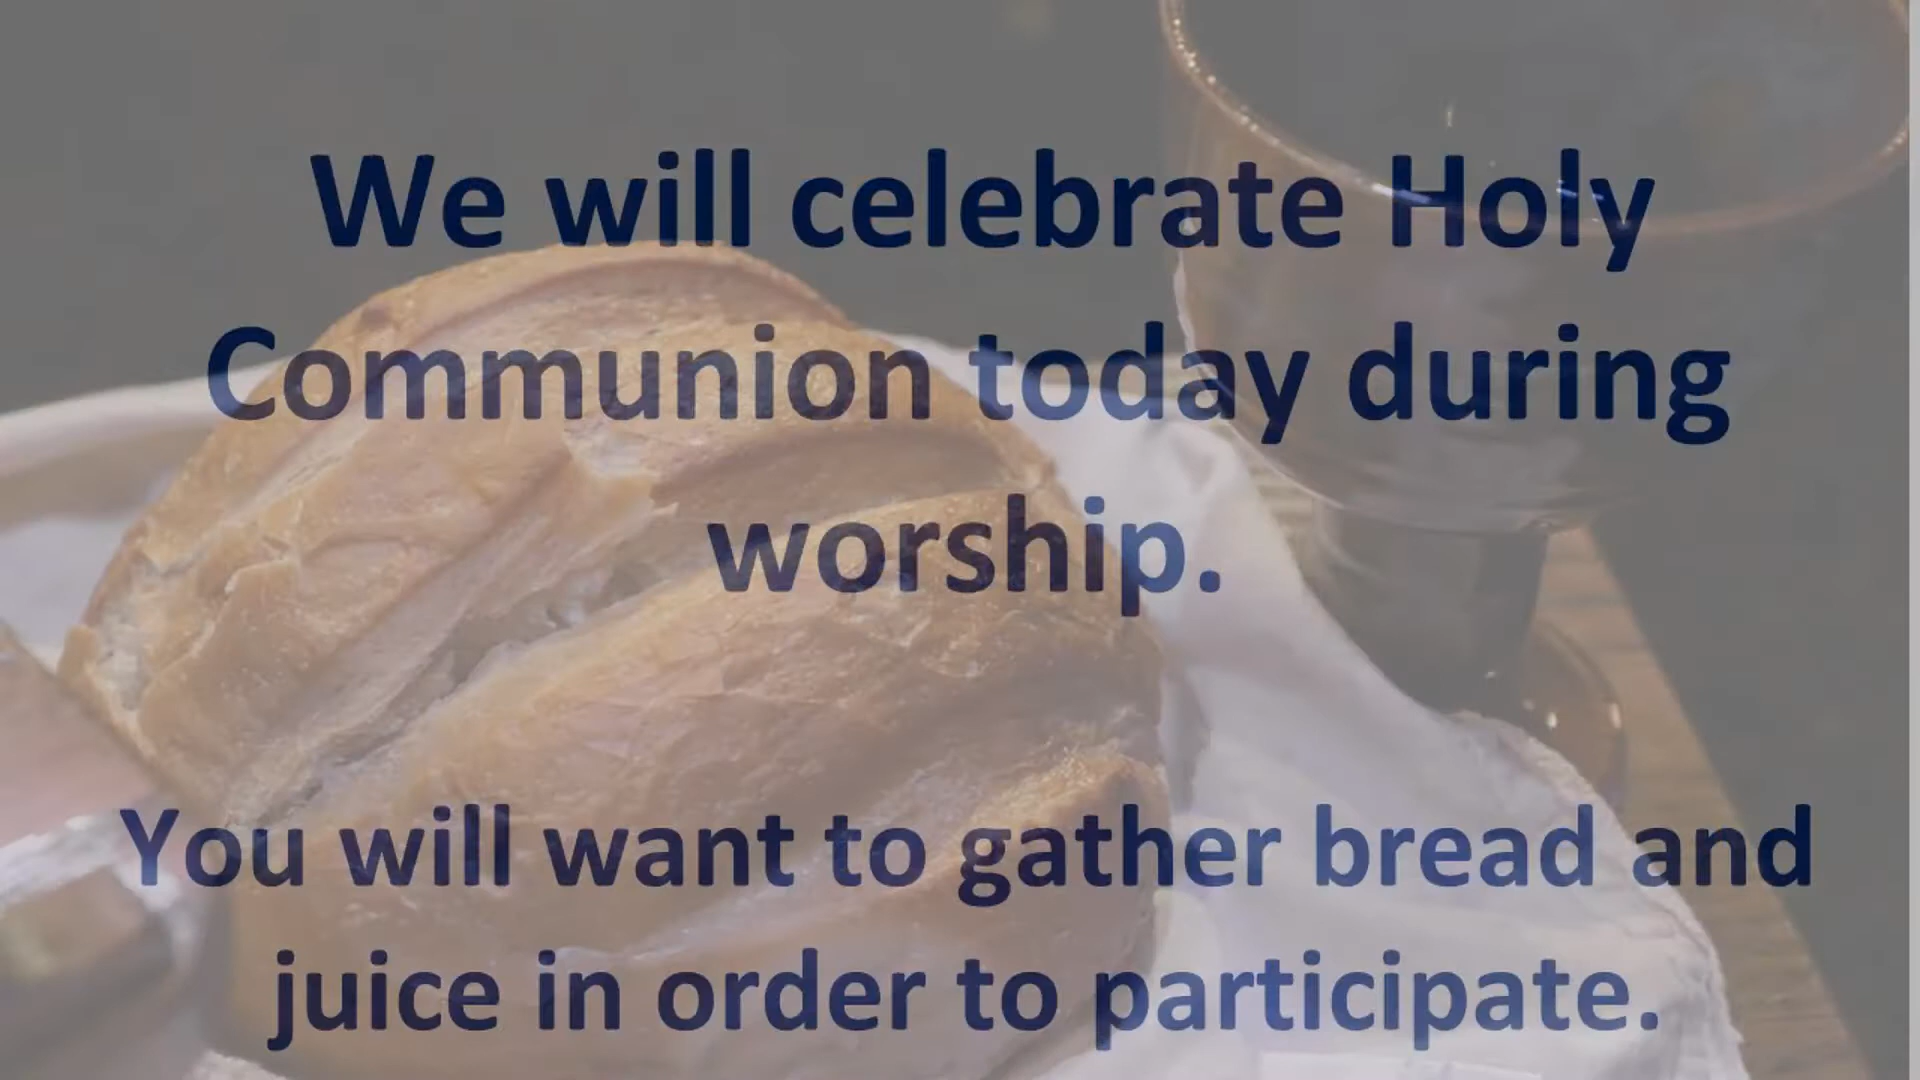 We will celebrate Holy
Communion today during
worship.
You will want to gather bread and
juice in order to participate.